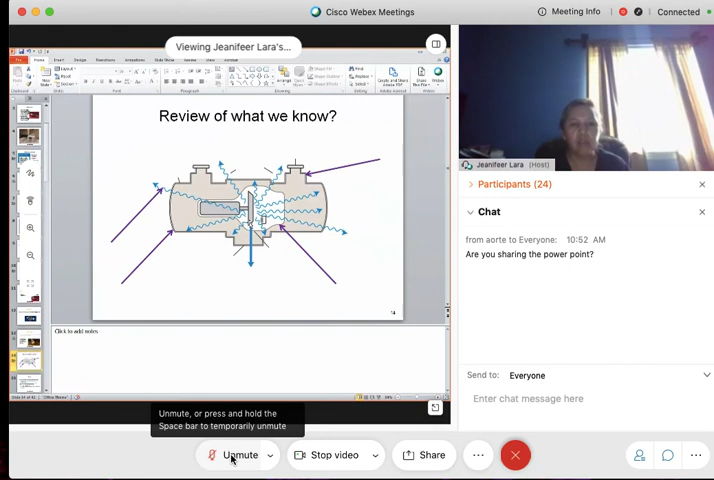 Cisco Webex Meetings
Meeting Info
Connected
Viewing Jeanifeer Lara's...
Review of what we know?
14
Click to add notes
Jeanifeer Lara (Host)
Participants (24)
Chat
from aorte to Everyone: 10:52 AM
Are you sharing the power point?
Send to: Everyone
Enter chat message here
Unmute, or press and hold the
Space bar to temporarily unmute
Unmute
Stop video
Share